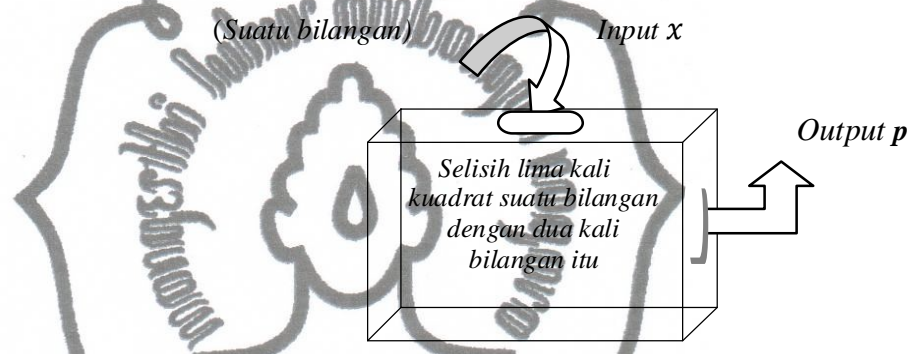 (Suatu bilangan)
Input x
Output p
Selisih lima kali
kuadrat suatu bilangan
dengan dua kali
bilangan itu